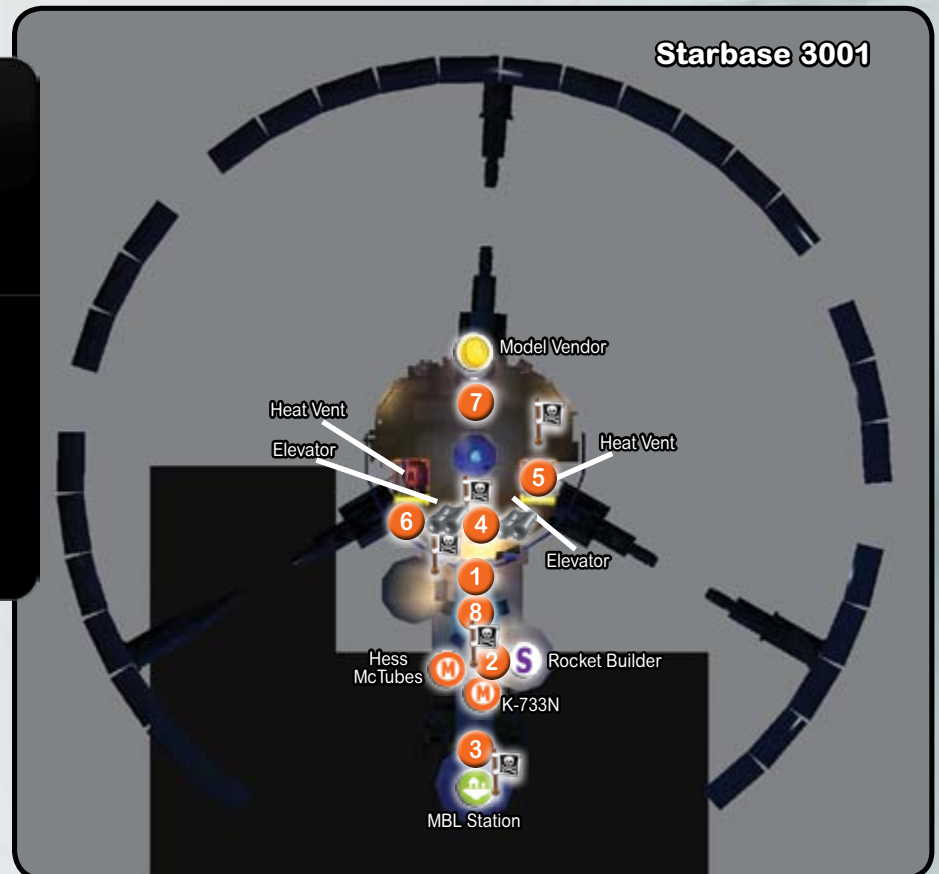 Starbase 3001
Model Vendor
7
Heat Vent
Heat Vent
Elevator
5
6
4
Elevator
1
8
Hess
McTubes
M
2
S
Rocket Builder
M
K-733N
3
MBL Station